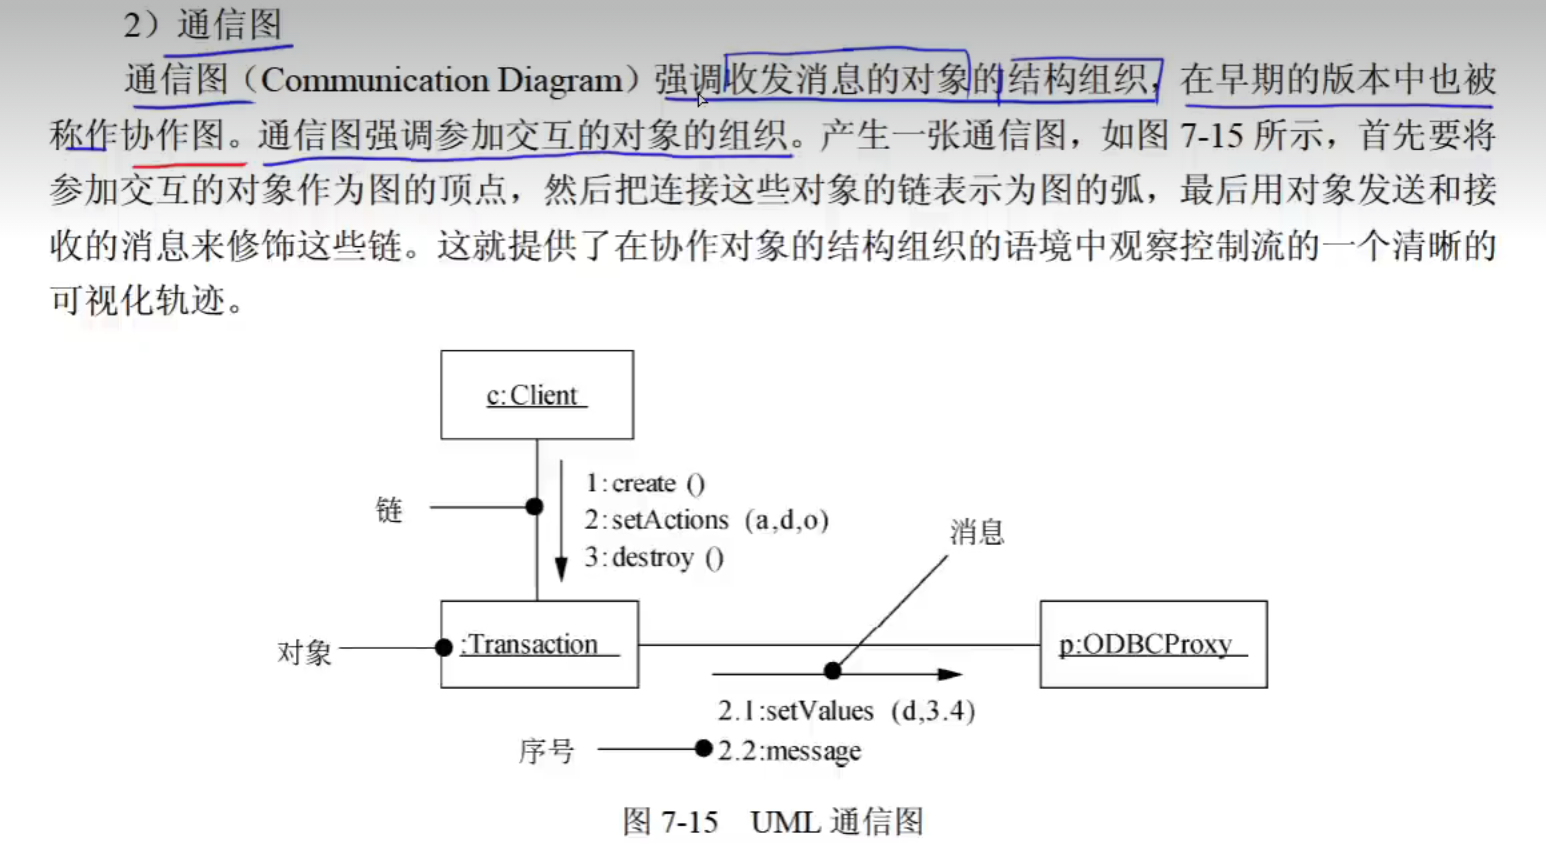 2）通信图
通信图（Communication Diagram）强调收发消息的对象的结构组织，在早期的版本中也被
称作协作图。通信图强调参加交互的对象的组织。产生一张通信图，如图 7-15 所示，首先要将
参加交互的对象作为图的顶点，然后把连接这些对象的链表示为图的弧，最后用对象发送和接
收的消息来修饰这些链。这就提供了在协作对象的结构组织的语境中观察控制流的一个清晰的
可视化轨迹。
c:Client
链
1:create ()
2:setActions (a,d,o)
3:destroy ()
消息
对象
:Transaction
p:ODBCProxy
2.1:setValues (d,3.4)
序号
2.2:message
图 7-15 UML 通信图